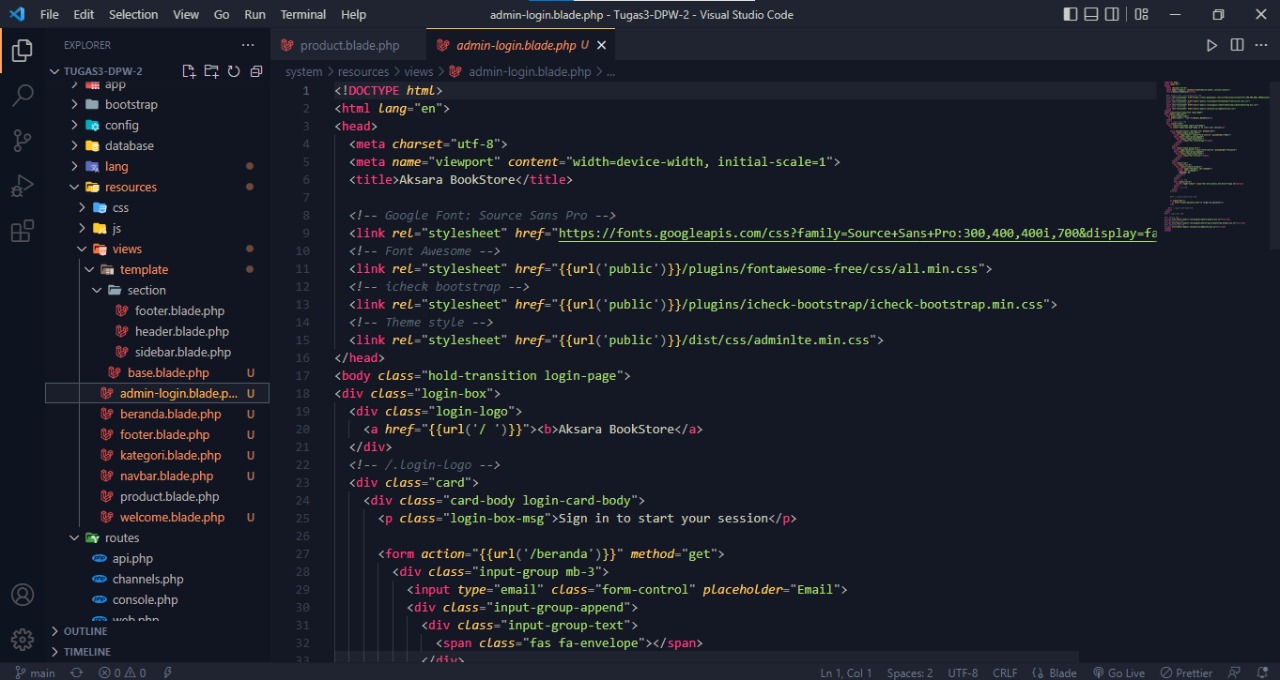 File Edit Selection View Go Run Terminal Help admin-login.blade.php - Tugas3-DPW-2 - Visual Studio Code
EXPLORER ...
product.blade.php admin-login.blade.php U
TUGAS3-DPW-2
system > resources > views > admin-login.blade.php > ...
app
bootstrap
config
database
lang
resources
css
js
views
template
section
footer.blade.php
header.blade.php
sidebar.blade.php
base.blade.php U
admin-login.blade.p... U
beranda.blade.php U
footer.blade.php U
kategori.blade.php U
navbar.blade.php U
product.blade.php
welcome.blade.php U
routes
api.php
channels.php
console.php
web.php
OUTLINE
TIMELINE
1 <!DOCTYPE html>
2 <html lang="en">
3 <head>
4 <meta charset="utf-8">
5 <meta name="viewport" content="width=device-width, initial-scale=1">
6 <title>Aksara BookStore</title>
7
8 <!-- Google Font: Source Sans Pro -->
9 <link rel="stylesheet" href="https://fonts.googleapis.com/css?family=Source+Sans+Pro:300,400,400i,700&display=fa
10 <!-- Font Awesome -->
11 <link rel="stylesheet" href="{{url('public')}}/plugins/fontawesome-free/css/all.min.css">
12 <!-- icheck bootstrap -->
13 <link rel="stylesheet" href="{{url('public')}}/plugins/icheck-bootstrap/icheck-bootstrap.min.css">
14 <!-- Theme style -->
15 <link rel="stylesheet" href="{{url('public')}}/dist/css/adminlte.min.css">
16 </head>
17 <body class="hold-transition login-page">
18 <div class="login-box">
19 <div class="login-logo">
20 <a href="{{url('/ ')}}"><b>Aksara BookStore</a>
21 </div>
22 <!-- /.login-logo -->
23 <div class="card">
24 <div class="card-body login-card-body">
25 <p class="login-box-msg">Sign in to start your session</p>
26
27 <form action="{{url('/beranda')}}" method="get">
28 <div class="input-group mb-3">
29 <input type="email" class="form-control" placeholder="Email">
30 <div class="input-group-append">
31 <div class="input-group-text">
32 <span class="fas fa-envelope"></span>
33 </div>
main 0 0 Ln 1, Col 1 Spaces: 2 UTF-8 CRLF Blade Go Live Prettier